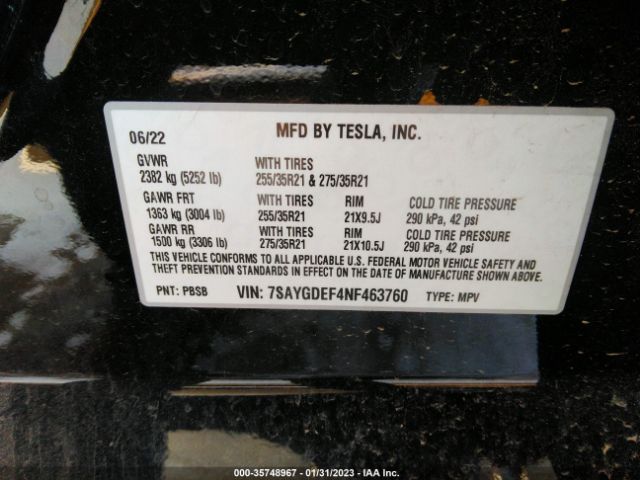 06/22 MFD BY TESLA, INC.
GVWR WITH TIRES
2382 kg (5252 lb) 255/35R21 & 275/35R21
GAWR FRT WITH TIRES RIM COLD TIRE PRESSURE
1363 kg (3004 lb) 255/35R21 21X9.5J 290 kPa, 42 psi
GAWR RR WITH TIRES RIM COLD TIRE PRESSURE
1500 kg (3306 lb) 275/35R21 21X10.5J 290 kPa, 42 psi
THIS VEHICLE CONFORMS TO ALL APPLICABLE U.S. FEDERAL MOTOR VEHICLE SAFETY AND
THEFT PREVENTION STANDARDS IN EFFECT ON THE DATE OF MANUFACTURE SHOWN ABOVE.
PNT: PBSB VIN: 7SAYGDEF4NF463760 TYPE: MPV
000-35748967 - 01/31/2023 - IAA Inc.